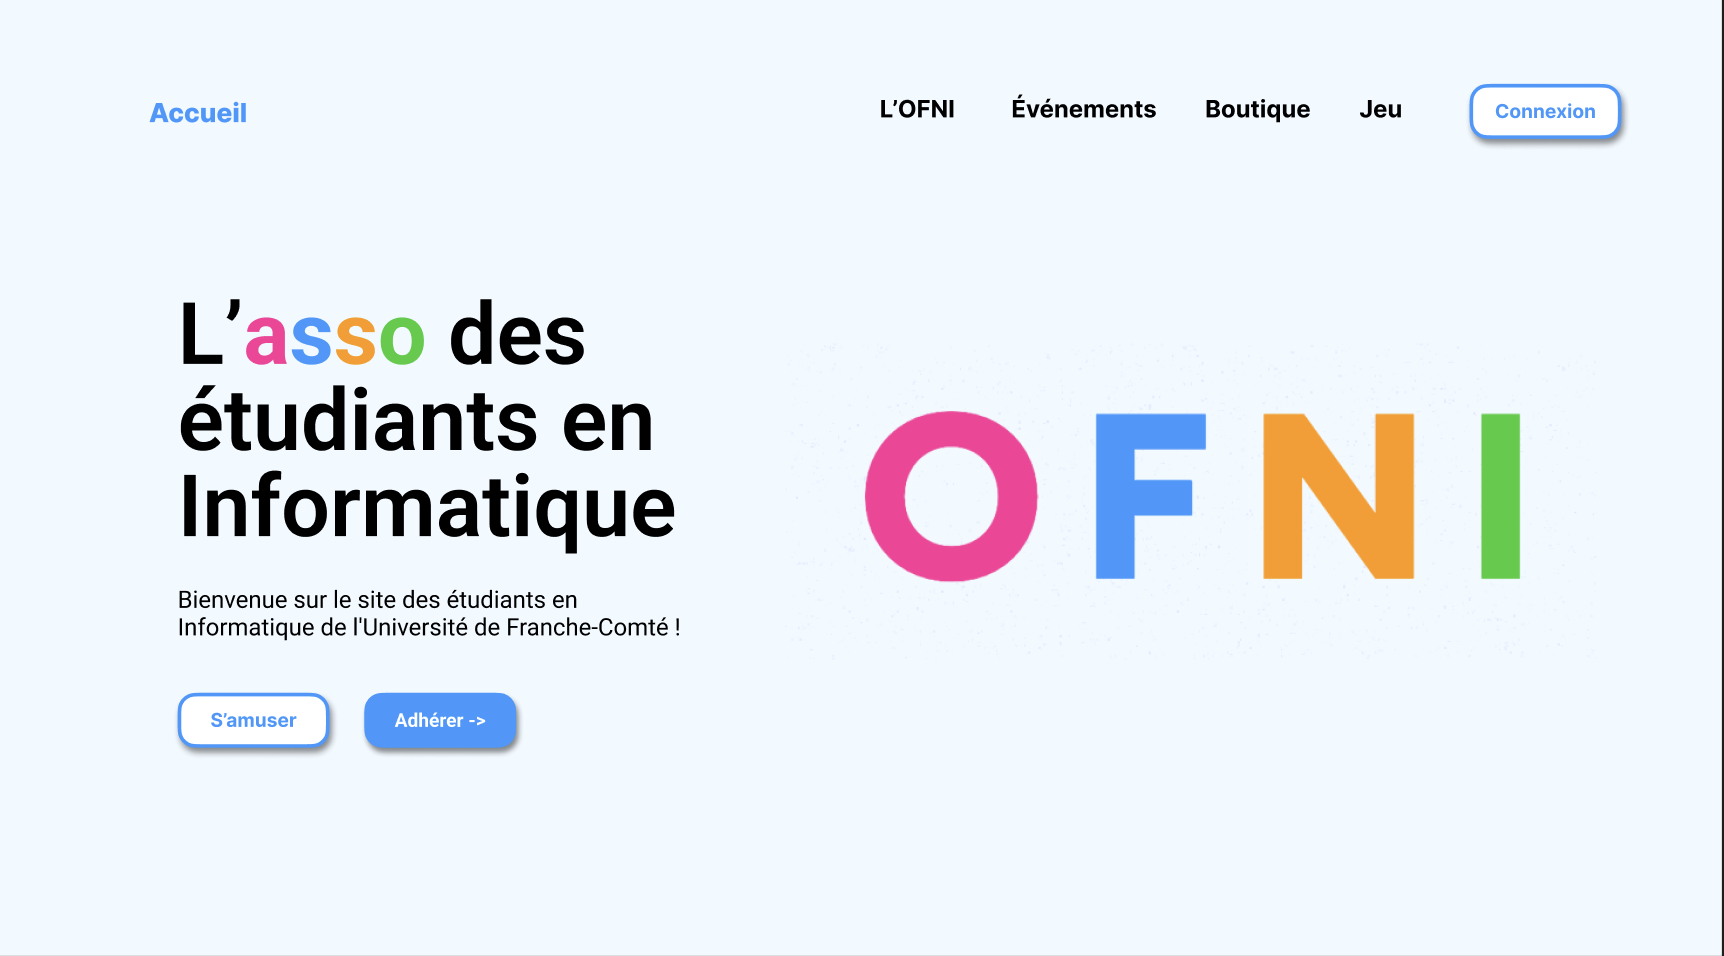 Accueil
L’OFNI
Événements
Boutique
Jeu
Connexion
L’asso des
étudiants en
Informatique
OFNI
Bienvenue sur le site des étudiants en
Informatique de l'Université de Franche-Comté !
S’amuser
Adhérer ->